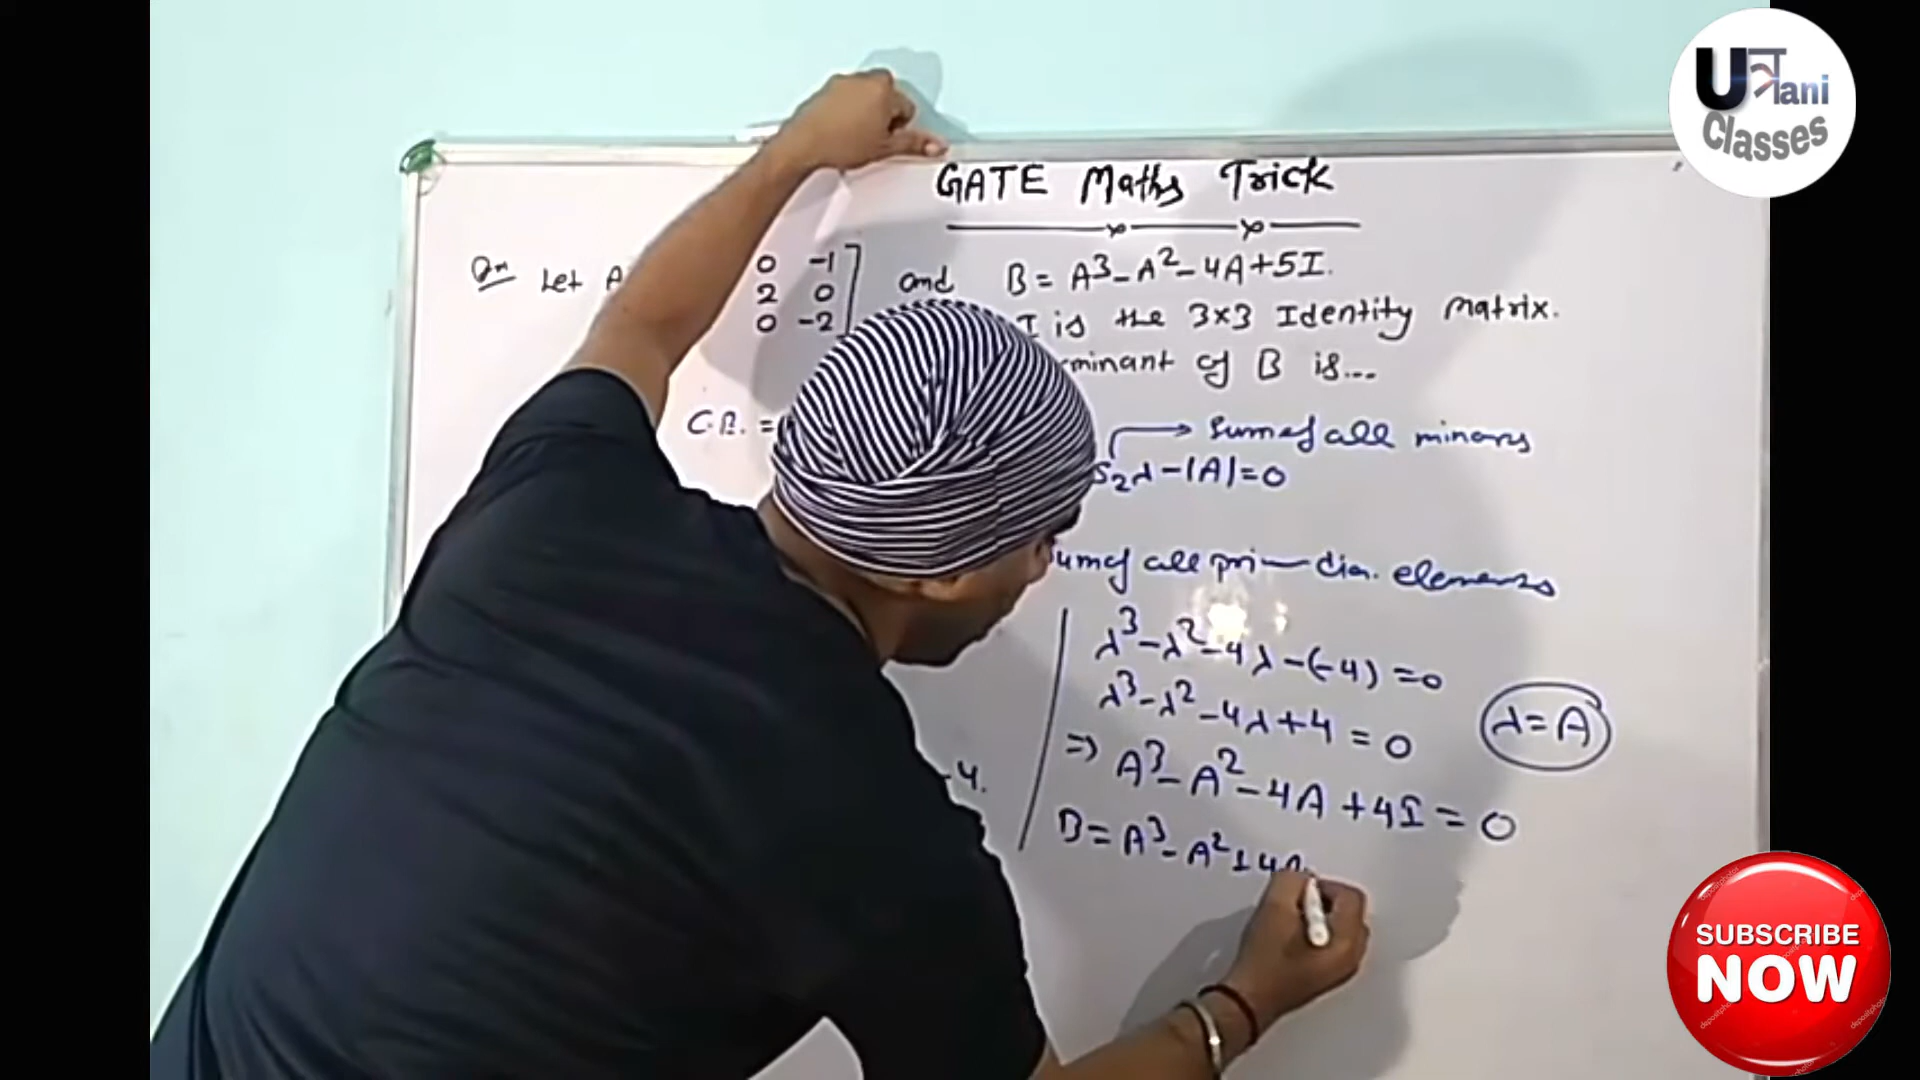 GATE Maths Trick
Qn Let A 0 -1 and B = A³-A²-4A+5I.
2 0
0 -2 I is the 3×3 Identity Matrix.
minant of B is...
C.E. = Sum of all minors
S₂λ-|A|=0
sum of all pri dia. elements
λ³-λ²-4λ-(-4)=0
λ³-λ²-4λ+4=0 λ=A
⇒ A³-A²-4A+4I=0
-4.
B=A³-A²
Classes
SUBSCRIBE
NOW